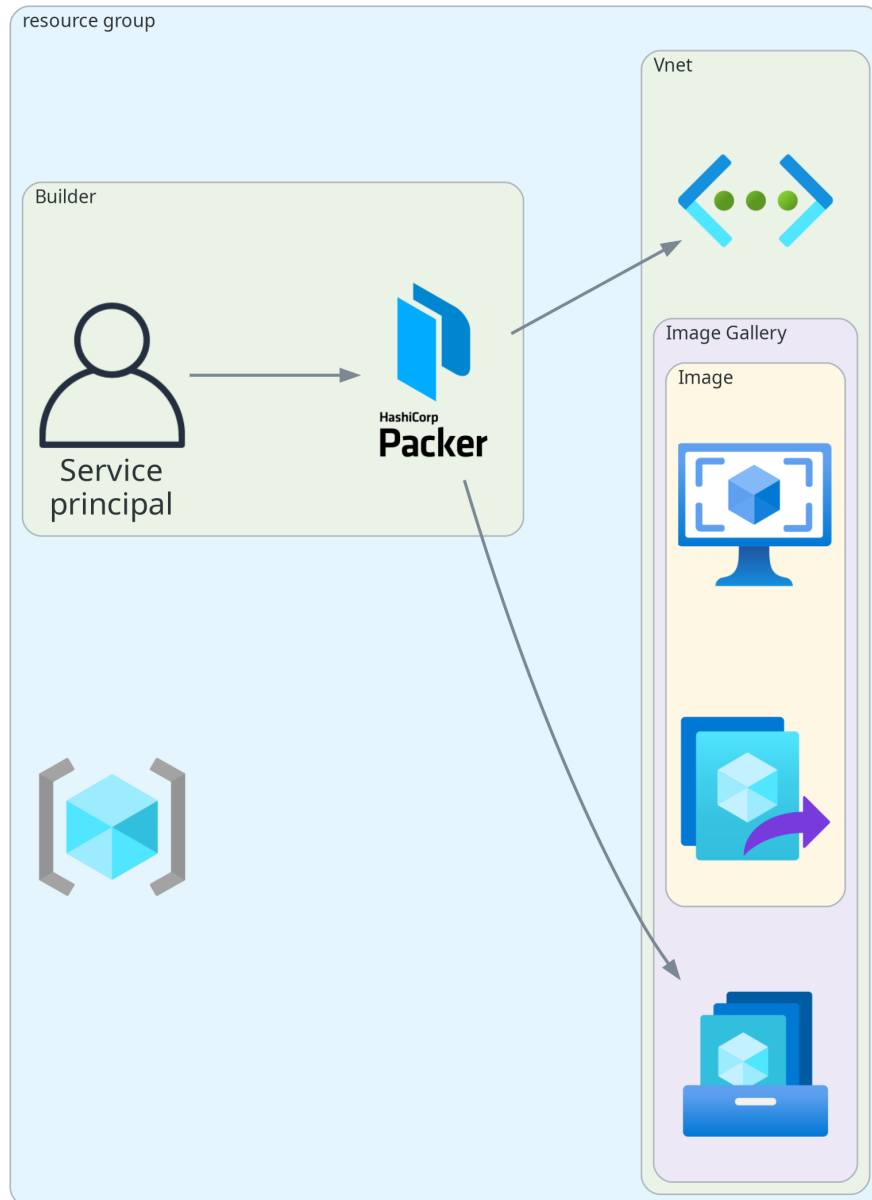 resource group
Vnet
Builder
Service
principal
HashiCorp
Packer
Image Gallery
Image